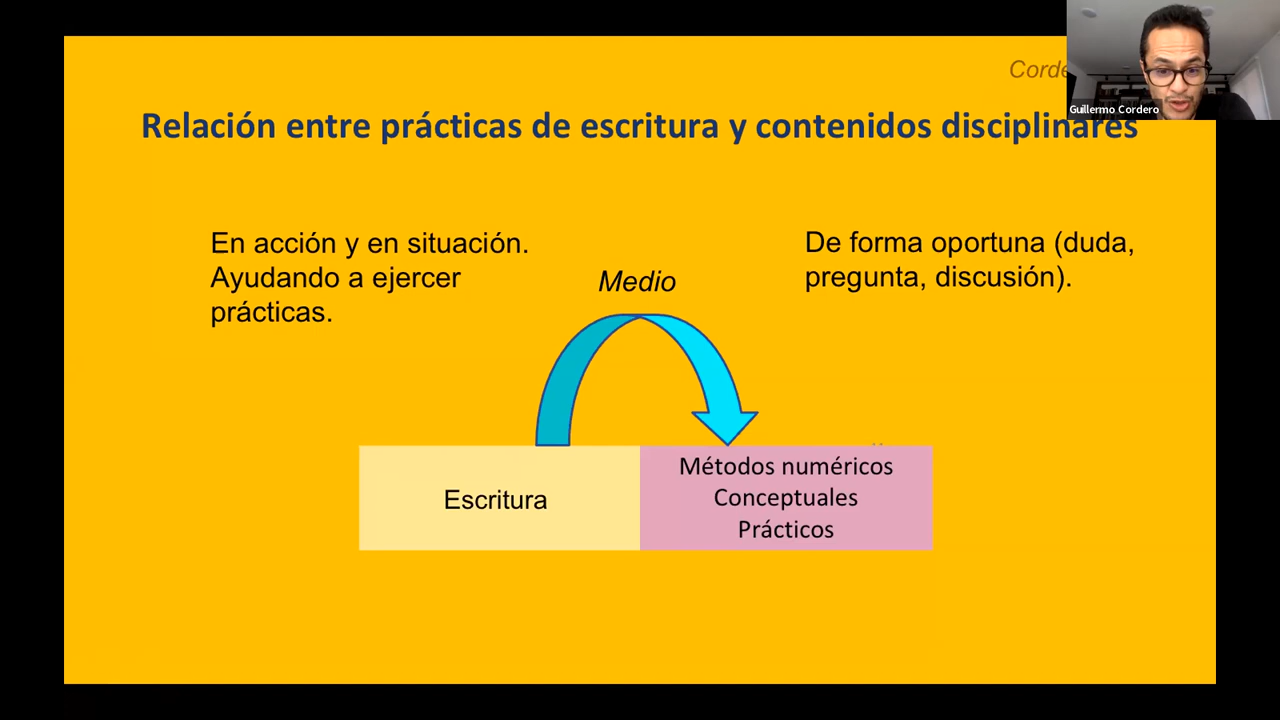 Guillermo Cordero
Relación entre prácticas de escritura y contenidos disciplinares
En acción y en situación.
Ayudando a ejercer
prácticas.
Medio
De forma oportuna (duda,
pregunta, discusión).
Escritura
Métodos numéricos
Conceptuales
Prácticos